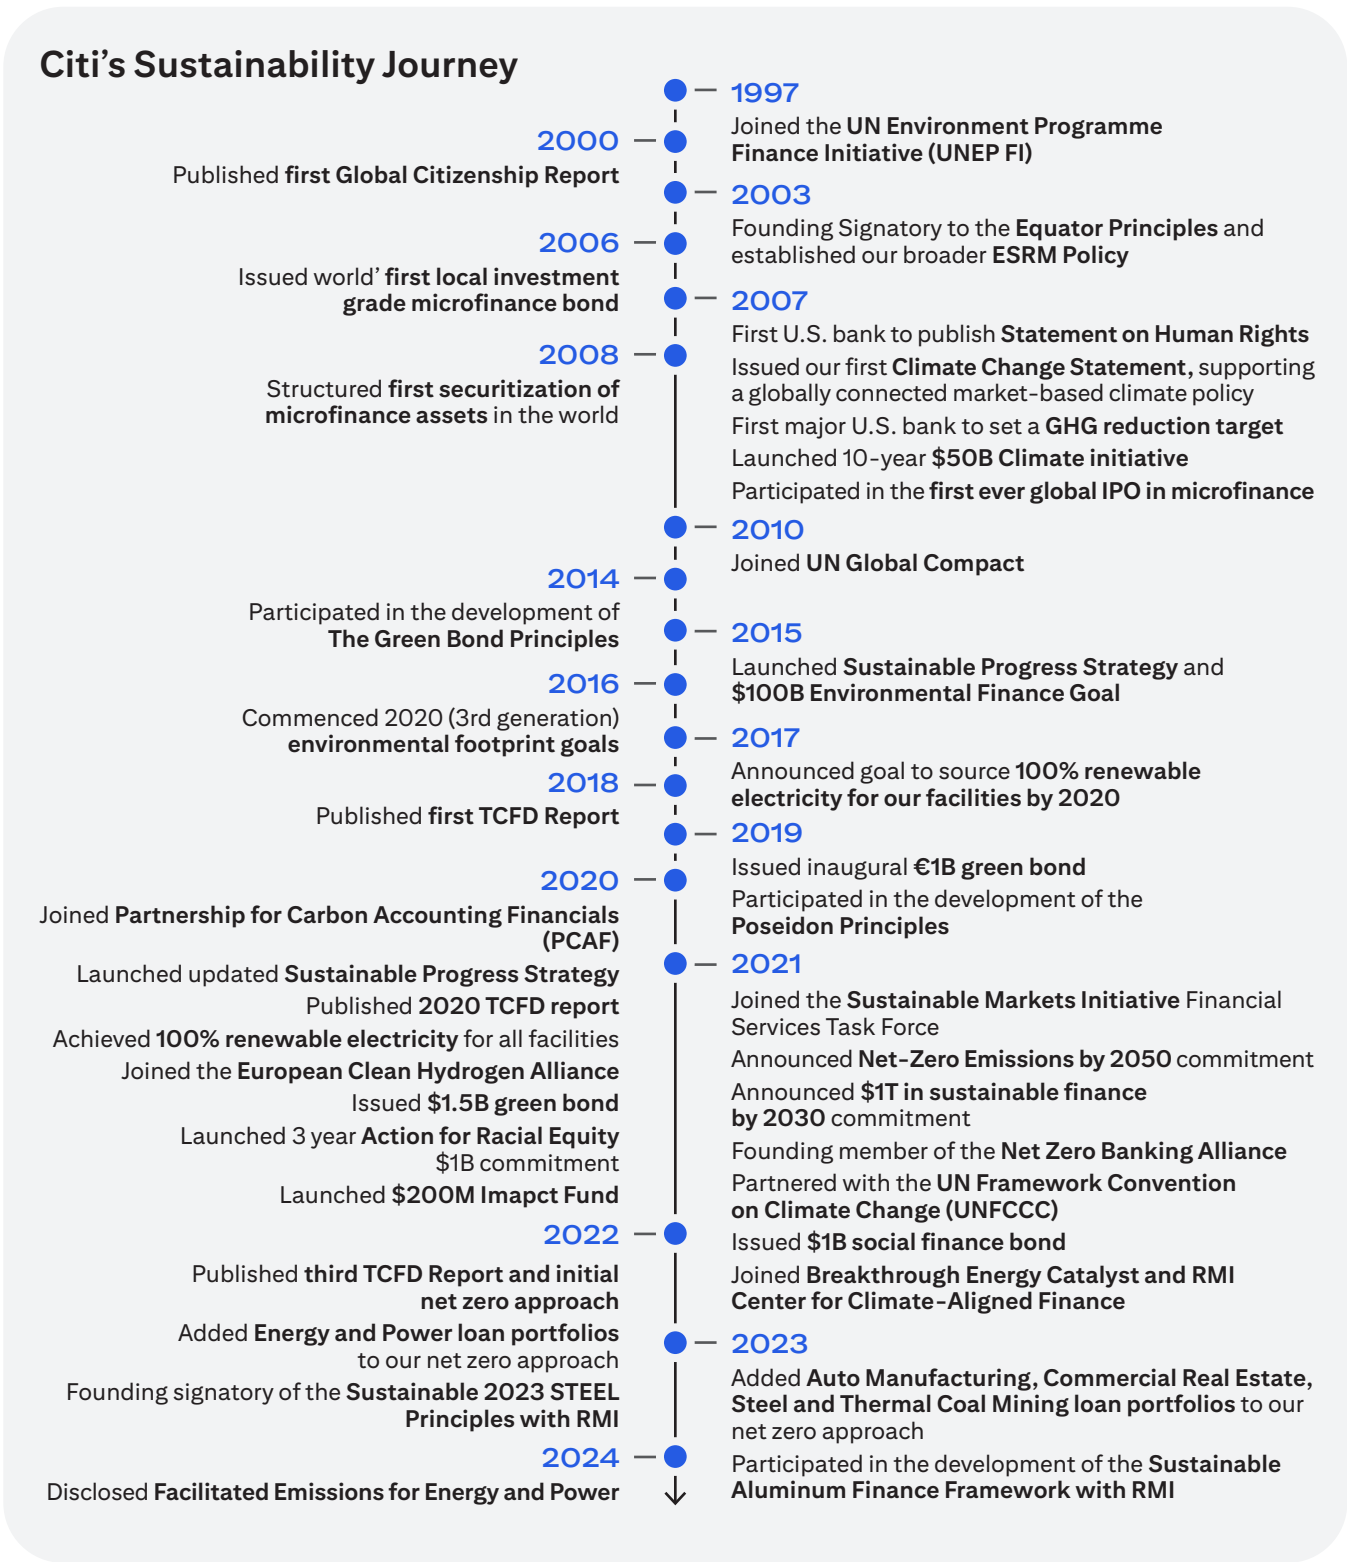 Citi’s Sustainability Journey
1997
Joined the UN Environment Programme
Finance Initiative (UNEP FI)
2000
Published first Global Citizenship Report
2003
Founding Signatory to the Equator Principles and
established our broader ESRM Policy
2006
Issued world’ first local investment
grade microfinance bond
2007
First U.S. bank to publish Statement on Human Rights
Issued our first Climate Change Statement, supporting
a globally connected market-based climate policy
First major U.S. bank to set a GHG reduction target
Launched 10-year $50B Climate initiative
Participated in the first ever global IPO in microfinance
2008
Structured first securitization of
microfinance assets in the world
2010
Joined UN Global Compact
2014
Participated in the development of
The Green Bond Principles
2015
Launched Sustainable Progress Strategy and
$100B Environmental Finance Goal
2016
Commenced 2020 (3rd generation)
environmental footprint goals
2017
Announced goal to source 100% renewable
electricity for our facilities by 2020
2018
Published first TCFD Report
2019
Issued inaugural €1B green bond
Participated in the development of the
Poseidon Principles
2020
Joined Partnership for Carbon Accounting Financials
(PCAF)
Launched updated Sustainable Progress Strategy
Published 2020 TCFD report
Achieved 100% renewable electricity for all facilities
Joined the European Clean Hydrogen Alliance
Issued $1.5B green bond
Launched 3 year Action for Racial Equity
$1B commitment
Launched $200M Imapct Fund
2021
Joined the Sustainable Markets Initiative Financial
Services Task Force
Announced Net-Zero Emissions by 2050 commitment
Announced $1T in sustainable finance
by 2030 commitment
Founding member of the Net Zero Banking Alliance
Partnered with the UN Framework Convention
on Climate Change (UNFCCC)
Issued $1B social finance bond
Joined Breakthrough Energy Catalyst and RMI
Center for Climate-Aligned Finance
2022
Published third TCFD Report and initial
net zero approach
Added Energy and Power loan portfolios
to our net zero approach
Founding signatory of the Sustainable 2023 STEEL
Principles with RMI
2023
Added Auto Manufacturing, Commercial Real Estate,
Steel and Thermal Coal Mining loan portfolios to our
net zero approach
Participated in the development of the Sustainable
Aluminum Finance Framework with RMI
2024
Disclosed Facilitated Emissions for Energy and Power